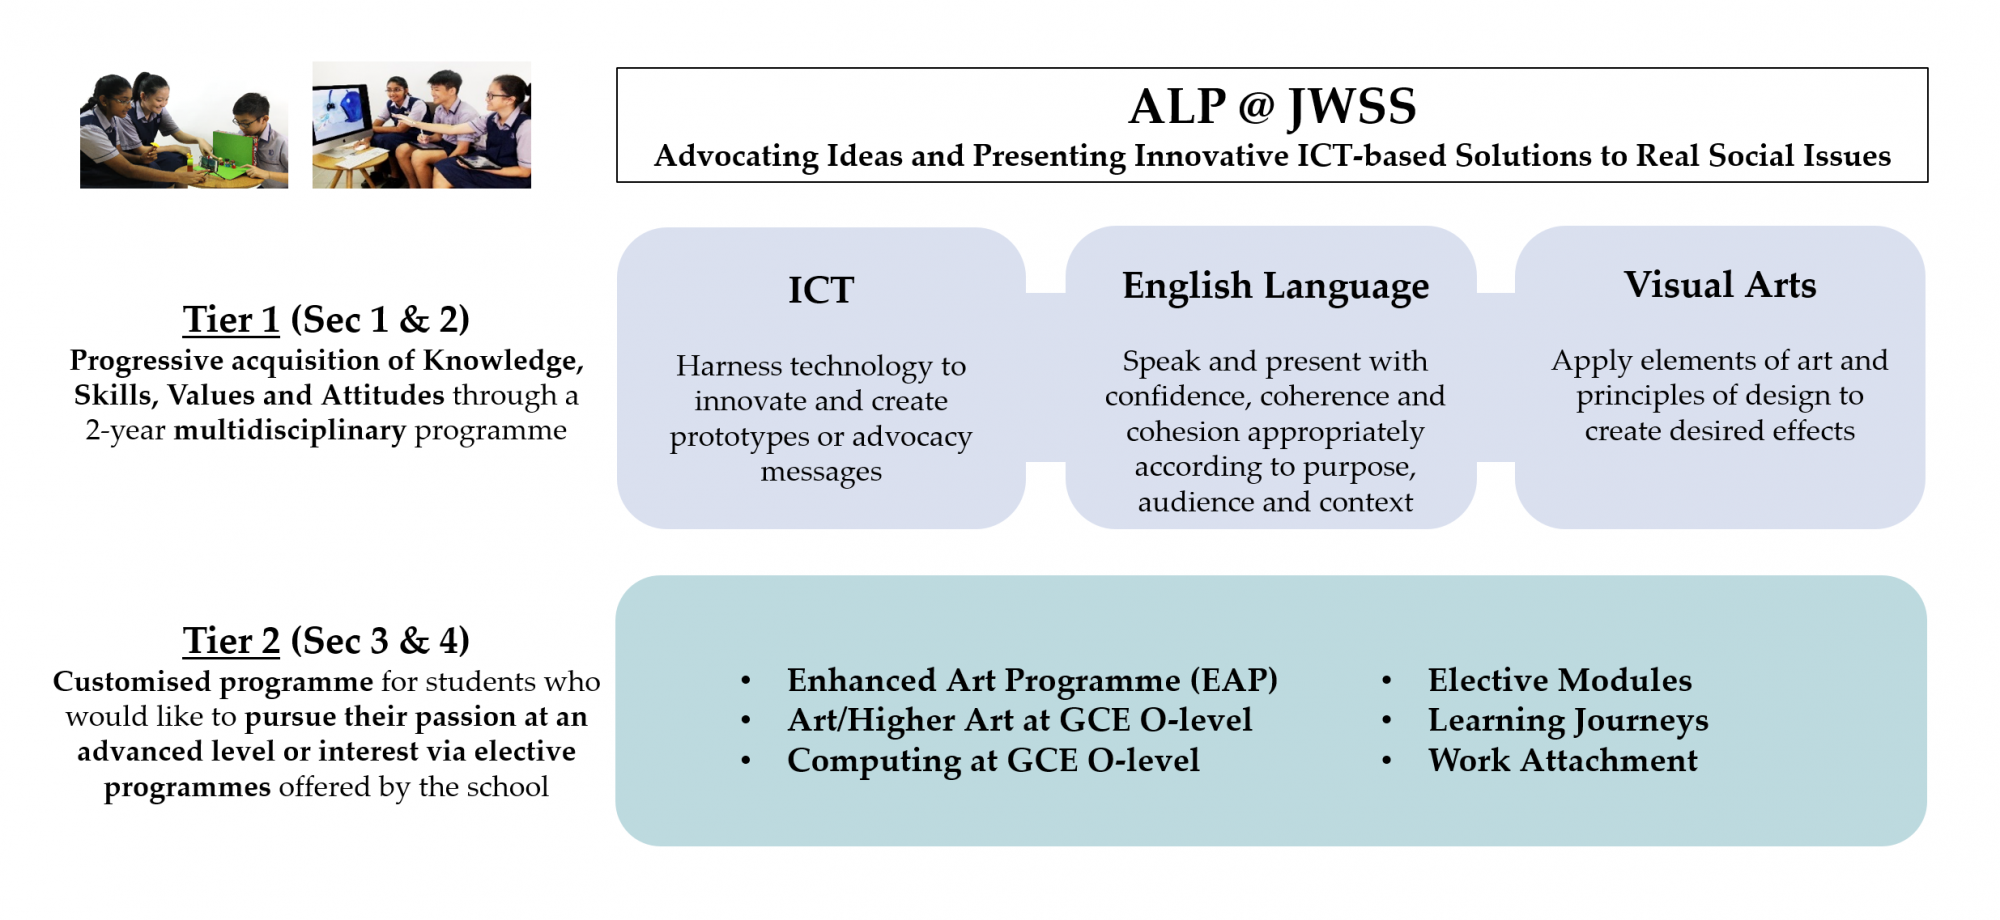 ALP @ JWSS
Advocating Ideas and Presenting Innovative ICT-based Solutions to Real Social Issues
Tier 1 (Sec 1 & 2)
Progressive acquisition of Knowledge,
Skills, Values and Attitudes through a
2-year multidisciplinary programme
ICT
Harness technology to
innovate and create
prototypes or advocacy
messages
English Language
Speak and present with
confidence, coherence and
cohesion appropriately
according to purpose,
audience and context
Visual Arts
Apply elements of art and
principles of design to
create desired effects
Tier 2 (Sec 3 & 4)
Customised programme for students who
would like to pursue their passion at an
advanced level or interest via elective
programmes offered by the school
• Enhanced Art Programme (EAP)
• Art/Higher Art at GCE O-level
• Computing at GCE O-level
• Elective Modules
• Learning Journeys
• Work Attachment